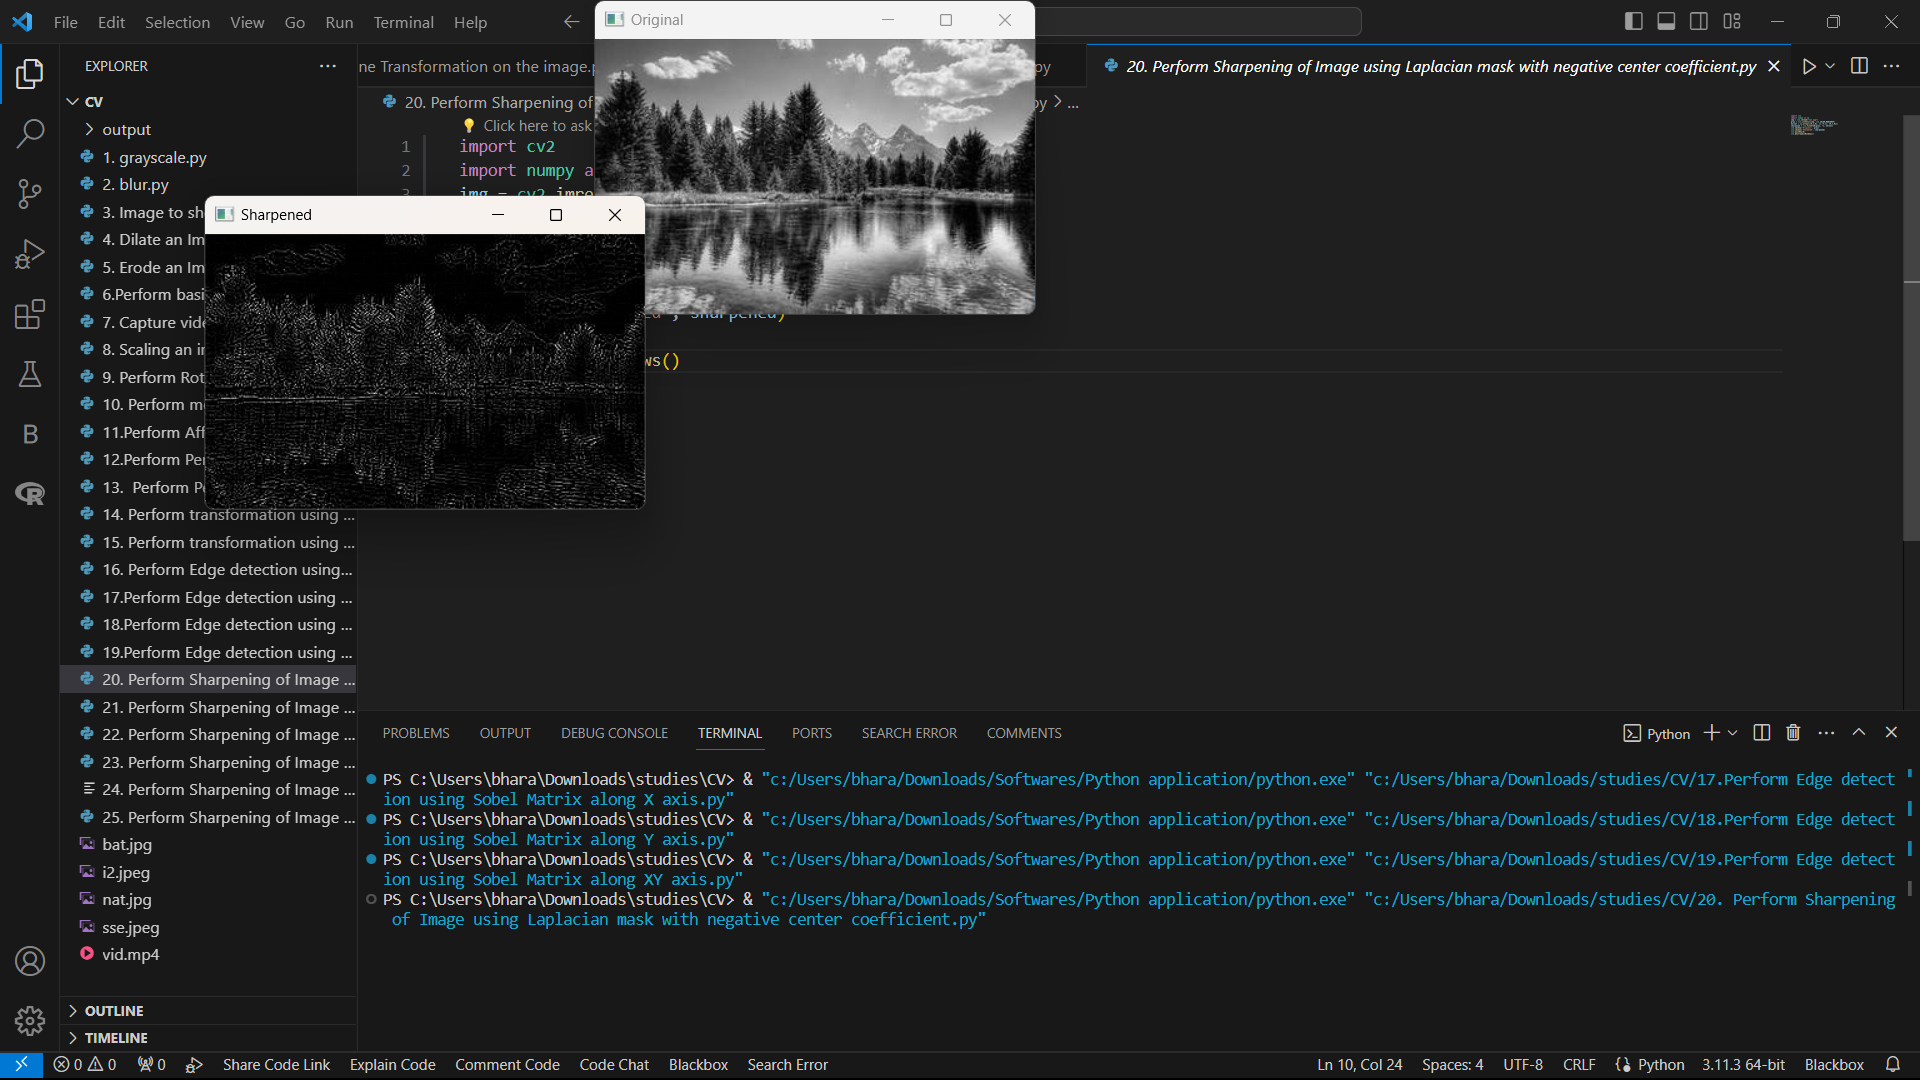 File Edit Selection View Go Run Terminal Help
Original
EXPLORER
ne Transformation on the image.p
py
20. Perform Sharpening of Image using Laplacian mask with negative center coefficient.py
CV
20. Perform Sharpening of
py > ...
output
Click here to ask
1. grayscale.py
1 import cv2
2. blur.py
2 import numpy a
3. Image to sh
3 img = cv2.imre
Sharpened
4. Dilate an Im
5. Erode an Im
6.Perform basi
7. Capture vide
ed', sharpened)
8. Scaling an i
ws()
9. Perform Rot
10. Perform m
11.Perform Aff
12.Perform Per
13. Perform Pe
14. Perform transformation using ...
15. Perform transformation using ...
16. Perform Edge detection using...
17.Perform Edge detection using ...
18.Perform Edge detection using ...
19.Perform Edge detection using ...
20. Perform Sharpening of Image ...
21. Perform Sharpening of Image ...
22. Perform Sharpening of Image ...
23. Perform Sharpening of Image ...
24. Perform Sharpening of Image ...
25. Perform Sharpening of Image ...
bat.jpg
i2.jpeg
nat.jpg
sse.jpeg
vid.mp4
OUTLINE
TIMELINE
PROBLEMS OUTPUT DEBUG CONSOLE TERMINAL PORTS SEARCH ERROR COMMENTS
Python
PS C:\Users\bhara\Downloads\studies\CV> & "c:/Users/bhara/Downloads/Softwares/Python application/python.exe" "c:/Users/bhara/Downloads/studies/CV/17.Perform Edge detect
ion using Sobel Matrix along X axis.py"
PS C:\Users\bhara\Downloads\studies\CV> & "c:/Users/bhara/Downloads/Softwares/Python application/python.exe" "c:/Users/bhara/Downloads/studies/CV/18.Perform Edge detect
ion using Sobel Matrix along Y axis.py"
PS C:\Users\bhara\Downloads\studies\CV> & "c:/Users/bhara/Downloads/Softwares/Python application/python.exe" "c:/Users/bhara/Downloads/studies/CV/19.Perform Edge detect
ion using Sobel Matrix along XY axis.py"
PS C:\Users\bhara\Downloads\studies\CV> & "c:/Users/bhara/Downloads/Softwares/Python application/python.exe" "c:/Users/bhara/Downloads/studies/CV/20. Perform Sharpening
of Image using Laplacian mask with negative center coefficient.py"
0 0 0 Share Code Link Explain Code Comment Code Code Chat Blackbox Search Error
Ln 10, Col 24 Spaces: 4 UTF-8 CRLF Python 3.11.3 64-bit Blackbox